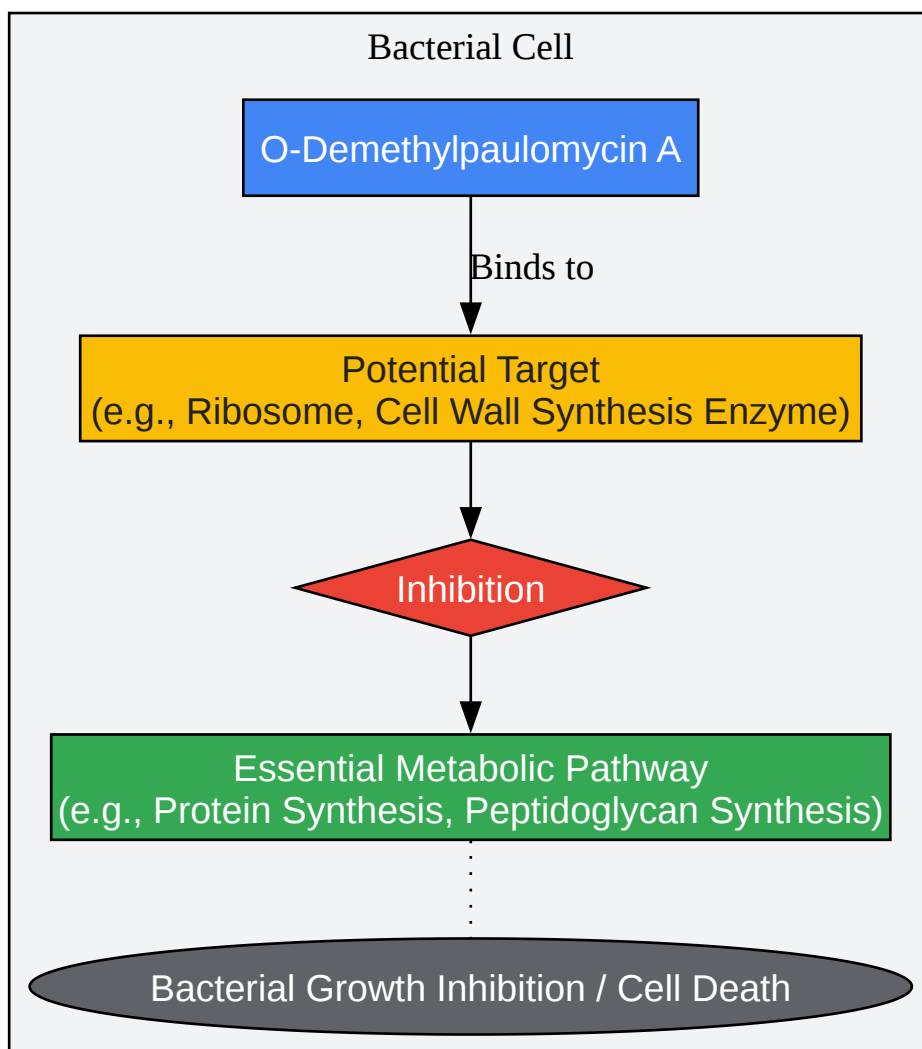 Bacterial Cell
O-Demethylpaulomycin A
Binds to
Potential Target
(e.g., Ribosome, Cell Wall Synthesis Enzyme)
Inhibition
Essential Metabolic Pathway
(e.g., Protein Synthesis, Peptidoglycan Synthesis)
Bacterial Growth Inhibition / Cell Death